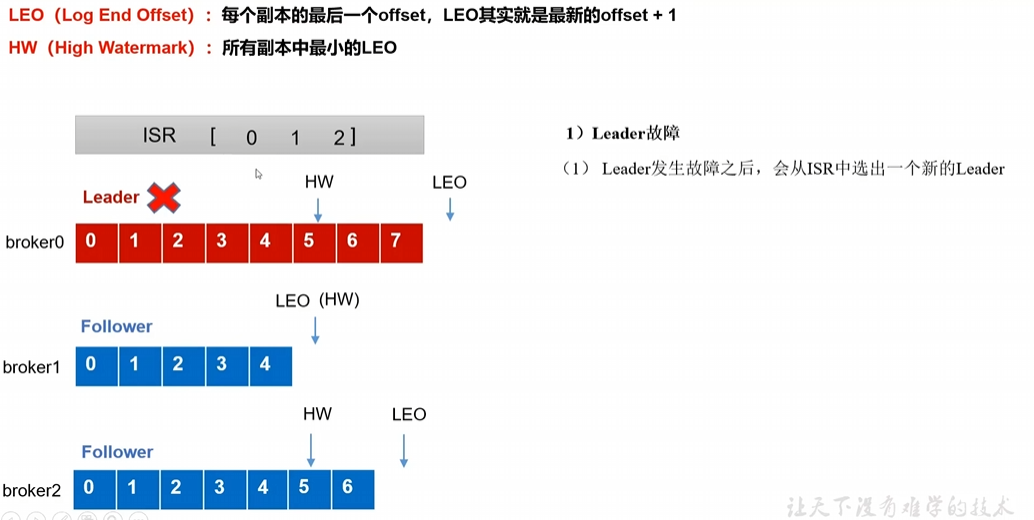 LEO（Log End Offset）：每个副本的最后一个offset，LEO其实就是最新的offset + 1
HW（High Watermark）：所有副本中最小的LEO
ISR [ 0 1 2 ]
1）Leader故障
（1） Leader发生故障之后，会从ISR中选出一个新的Leader
HW LEO
Leader
broker0 0 1 2 3 4 5 6 7
LEO（HW）
Follower
broker1 0 1 2 3 4
HW LEO
Follower
broker2 0 1 2 3 4 5 6
让天下没有难学的技术